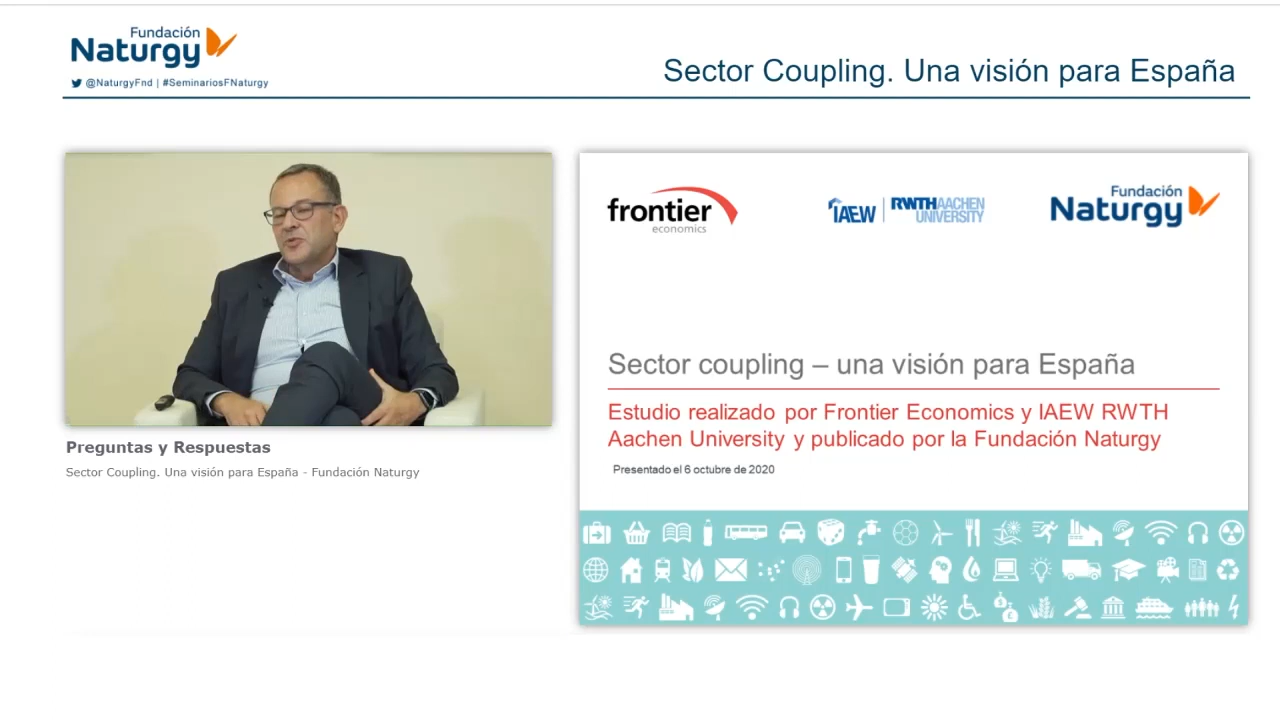 Fundación
Naturgy
@NaturgyFnd | #SeminariosFNaturgy
Sector Coupling. Una visión para España
frontier
economics
IAEW
RWTHAACHEN
UNIVERSITY
Fundación
Naturgy
Sector coupling – una visión para España
Estudio realizado por Frontier Economics y IAEW RWTH
Aachen University y publicado por la Fundación Naturgy
Presentado el 6 octubre de 2020
Preguntas y Respuestas
Sector Coupling. Una visión para España - Fundación Naturgy